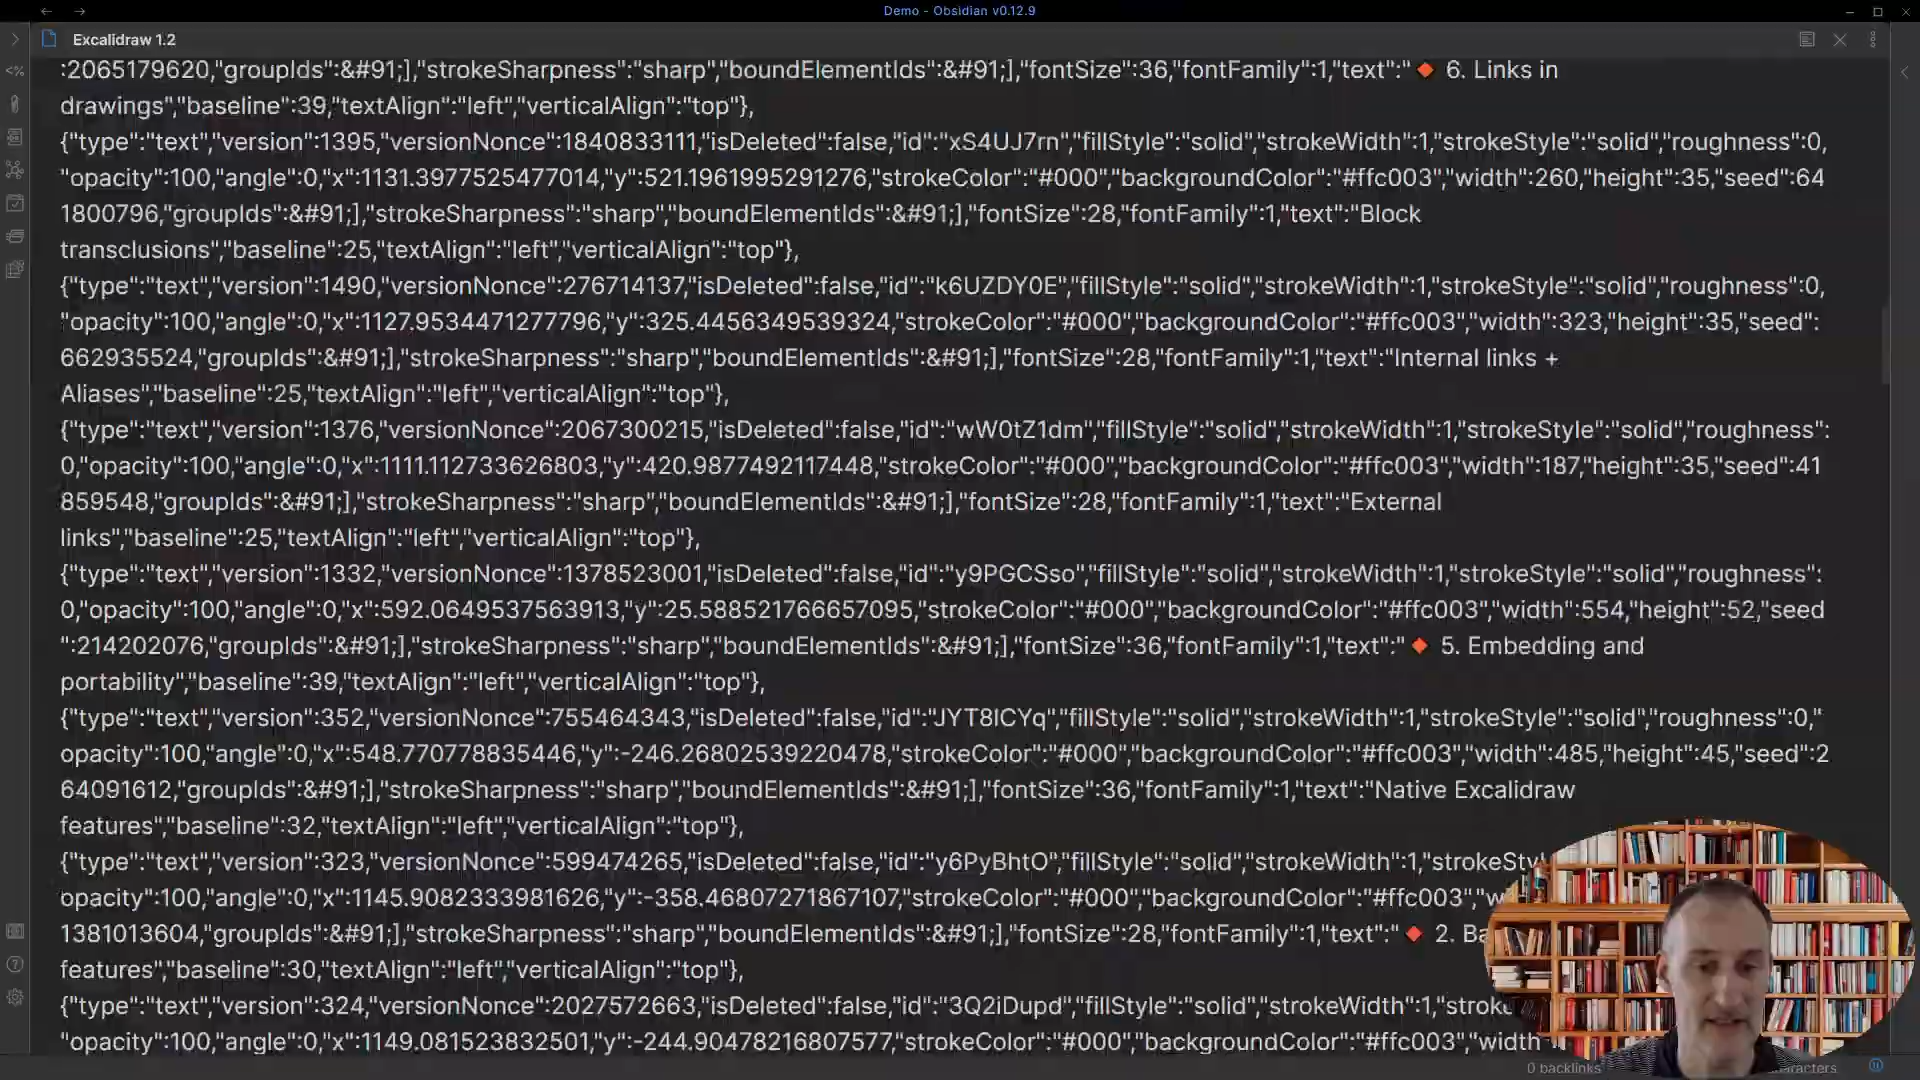 Demo - Obsidian v0.12.9
Excalidraw 1.2
:2065179620,"groupIds":&#91;],"strokeSharpness":"sharp","boundElementIds":&#91;],"fontSize":36,"fontFamily":1,"text":"🔶 6. Links in
drawings","baseline":39,"textAlign":"left","verticalAlign":"top"},
{"type":"text","version":1395,"versionNonce":1840833111,"isDeleted":false,"id":"xS4UJ7rn","fillStyle":"solid","strokeWidth":1,"strokeStyle":"solid","roughness":0,
"opacity":100,"angle":0,"x":1131.3977525477014,"y":521.1961995291276,"strokeColor":"#000","backgroundColor":"#ffc003","width":260,"height":35,"seed":64
1800796,"groupIds":&#91;],"strokeSharpness":"sharp","boundElementIds":&#91;],"fontSize":28,"fontFamily":1,"text":"Block
transclusions","baseline":25,"textAlign":"left","verticalAlign":"top"},
{"type":"text","version":1490,"versionNonce":276714137,"isDeleted":false,"id":"k6UZDY0E","fillStyle":"solid","strokeWidth":1,"strokeStyle":"solid","roughness":0,
"opacity":100,"angle":0,"x":1127.9534471277796,"y":325.4456349539324,"strokeColor":"#000","backgroundColor":"#ffc003","width":323,"height":35,"seed":
662935524,"groupIds":&#91;],"strokeSharpness":"sharp","boundElementIds":&#91;],"fontSize":28,"fontFamily":1,"text":"Internal links +
Aliases","baseline":25,"textAlign":"left","verticalAlign":"top"},
{"type":"text","version":1376,"versionNonce":2067300215,"isDeleted":false,"id":"wW0tZ1dm","fillStyle":"solid","strokeWidth":1,"strokeStyle":"solid","roughness":
0,"opacity":100,"angle":0,"x":1111.112733626803,"y":420.9877492117448,"strokeColor":"#000","backgroundColor":"#ffc003","width":187,"height":35,"seed":41
859548,"groupIds":&#91;],"strokeSharpness":"sharp","boundElementIds":&#91;],"fontSize":28,"fontFamily":1,"text":"External
links","baseline":25,"textAlign":"left","verticalAlign":"top"},
{"type":"text","version":1332,"versionNonce":1378523001,"isDeleted":false,"id":"y9PGCSso","fillStyle":"solid","strokeWidth":1,"strokeStyle":"solid","roughness":
0,"opacity":100,"angle":0,"x":592.0649537563913,"y":25.588521766657095,"strokeColor":"#000","backgroundColor":"#ffc003","width":554,"height":52,"seed
":214202076,"groupIds":&#91;],"strokeSharpness":"sharp","boundElementIds":&#91;],"fontSize":36,"fontFamily":1,"text":"🔶 5. Embedding and
portability","baseline":39,"textAlign":"left","verticalAlign":"top"},
{"type":"text","version":352,"versionNonce":755464343,"isDeleted":false,"id":"JYT8lCYq","fillStyle":"solid","strokeWidth":1,"strokeStyle":"solid","roughness":0,"
opacity":100,"angle":0,"x":548.770778835446,"y":-246.26802539220478,"strokeColor":"#000","backgroundColor":"#ffc003","width":485,"height":45,"seed":2
64091612,"groupIds":&#91;],"strokeSharpness":"sharp","boundElementIds":&#91;],"fontSize":36,"fontFamily":1,"text":"Native Excalidraw
features","baseline":32,"textAlign":"left","verticalAlign":"top"},
{"type":"text","version":323,"versionNonce":599474265,"isDeleted":false,"id":"y6PyBhtO","fillStyle":"solid","strokeWidth":1,"strokeSty
opacity":100,"angle":0,"x":1145.9082333981626,"y":-358.46807271867107,"strokeColor":"#000","backgroundColor":"#ffc003","w
1381013604,"groupIds":&#91;],"strokeSharpness":"sharp","boundElementIds":&#91;],"fontSize":28,"fontFamily":1,"text":"🔶 2. Ba
features","baseline":30,"textAlign":"left","verticalAlign":"top"},
{"type":"text","version":324,"versionNonce":2027572663,"isDeleted":false,"id":"3Q2iDupd","fillStyle":"solid","strokeWidth":1,"stroke
"opacity":100,"angle":0,"x":1149.081523832501,"y":-244.90478216807577,"strokeColor":"#000","backgroundColor":"#ffc003","width
0 backlinks